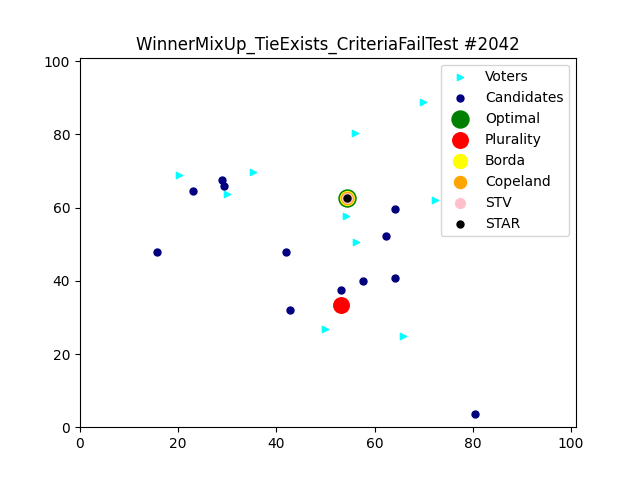 WinnerMixUp_TieExists_CriteriaFailTest #2042
100
80
60
40
20
0
0 20 40 60 80 100
Voters
Candidates
Optimal
Plurality
Borda
Copeland
STV
STAR